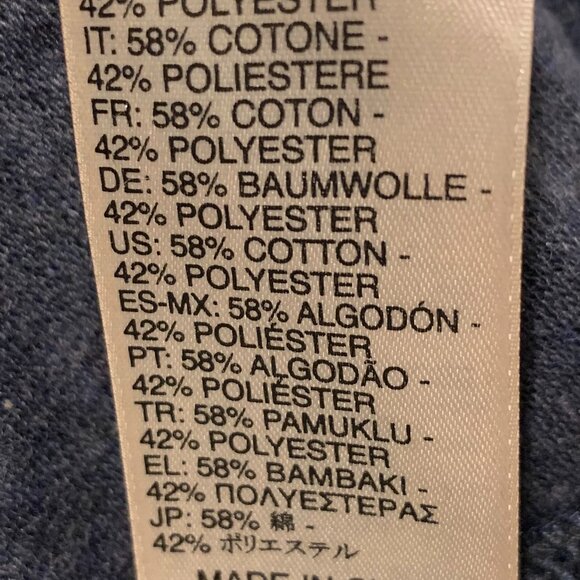 42% POLYESTER
IT: 58% COTONE -
42% POLIESTERE
FR: 58% COTON -
42% POLYESTER
DE: 58% BAUMWOLLE -
42% POLYESTER
US: 58% COTTON -
42% POLYESTER
ES-MX: 58% ALGODÓN -
42% POLIÉSTER
PT: 58% ALGODÃO -
42% POLIÉSTER
TR: 58% PAMUKLU -
42% POLYESTER
EL: 58% BAMBAKI -
42% ΠΟΛΥΕΣΤΕΡΑΣ
JP: 58% 綿 -
42% ポリエステル
MADE IN